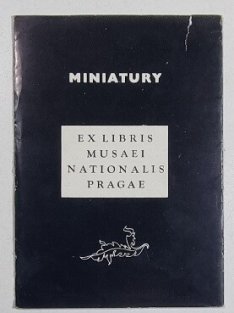 MINIATURY
EX LIBRIS
MUSAEI
NATIONALIS
PRAGAE